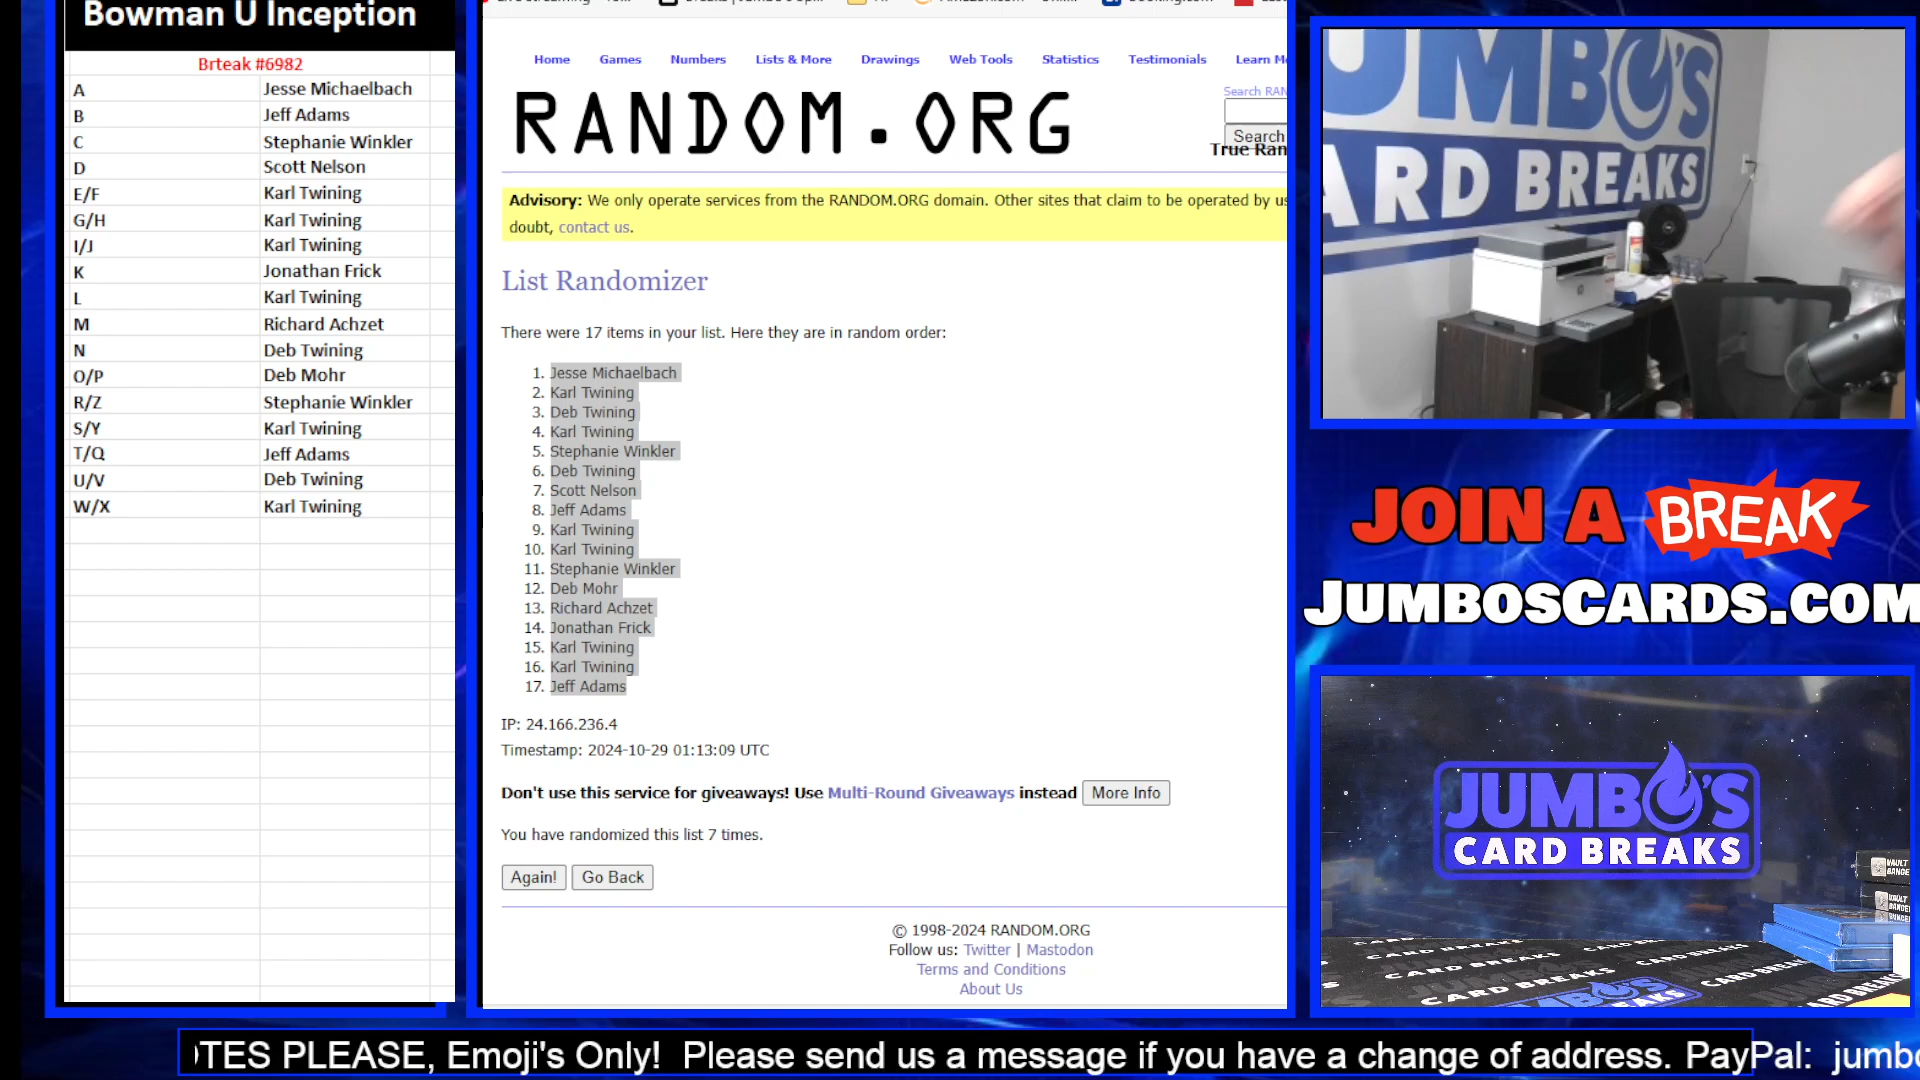 Bowman U Inception
Brteak #6982
A Jesse Michaelbach
B Jeff Adams
C Stephanie Winkler
D Scott Nelson
E/F Karl Twining
G/H Karl Twining
I/J Karl Twining
K Jonathan Frick
L Karl Twining
M Richard Achzet
N Deb Twining
O/P Deb Mohr
R/Z Stephanie Winkler
S/Y Karl Twining
T/Q Jeff Adams
U/V Deb Twining
W/X Karl Twining
Home Games Numbers Lists & More Drawings Web Tools Statistics Testimonials Learn M
RANDOM.ORG
Search RAN
Search
True Ran
Advisory: We only operate services from the RANDOM.ORG domain. Other sites that claim to be operated by us
doubt, contact us.
List Randomizer
There were 17 items in your list. Here they are in random order:
1. Jesse Michaelbach
2. Karl Twining
3. Deb Twining
4. Karl Twining
5. Stephanie Winkler
6. Deb Twining
7. Scott Nelson
8. Jeff Adams
9. Karl Twining
10. Karl Twining
11. Stephanie Winkler
12. Deb Mohr
13. Richard Achzet
14. Jonathan Frick
15. Karl Twining
16. Karl Twining
17. Jeff Adams
IP: 24.166.236.4
Timestamp: 2024-10-29 01:13:09 UTC
Don't use this service for giveaways! Use Multi-Round Giveaways instead More Info
You have randomized this list 7 times.
Again! Go Back
© 1998-2024 RANDOM.ORG
Follow us: Twitter | Mastodon
Terms and Conditions
About Us
UMBO'S
ARD BREAKS
JOIN A BREAK
JUMBOSCARDS.COM
JUMBO'S
CARD BREAKS
OTES PLEASE, Emoji's Only! Please send us a message if you have a change of address. PayPal: jumbo